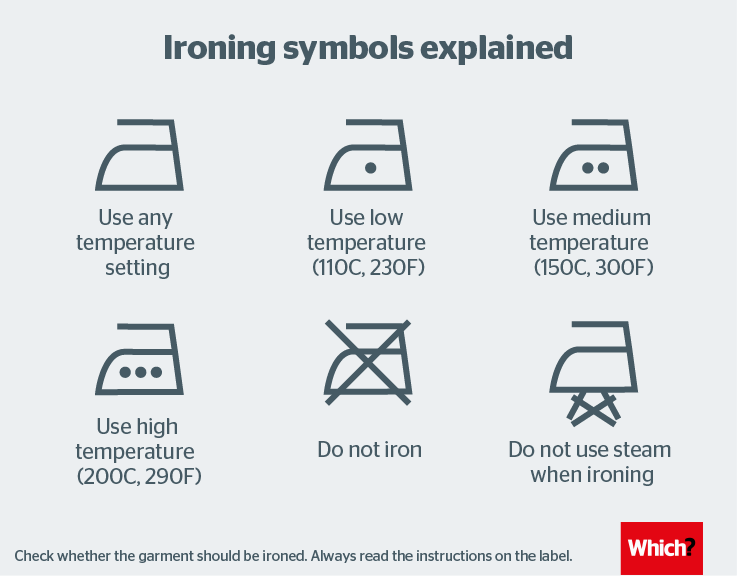 Ironing symbols explained
Use any
temperature
setting
Use low
temperature
(110C, 230F)
Use medium
temperature
(150C, 300F)
Use high
temperature
(200C, 290F)
Do not iron
Do not use steam
when ironing
Check whether the garment should be ironed. Always read the instructions on the label.
Which?